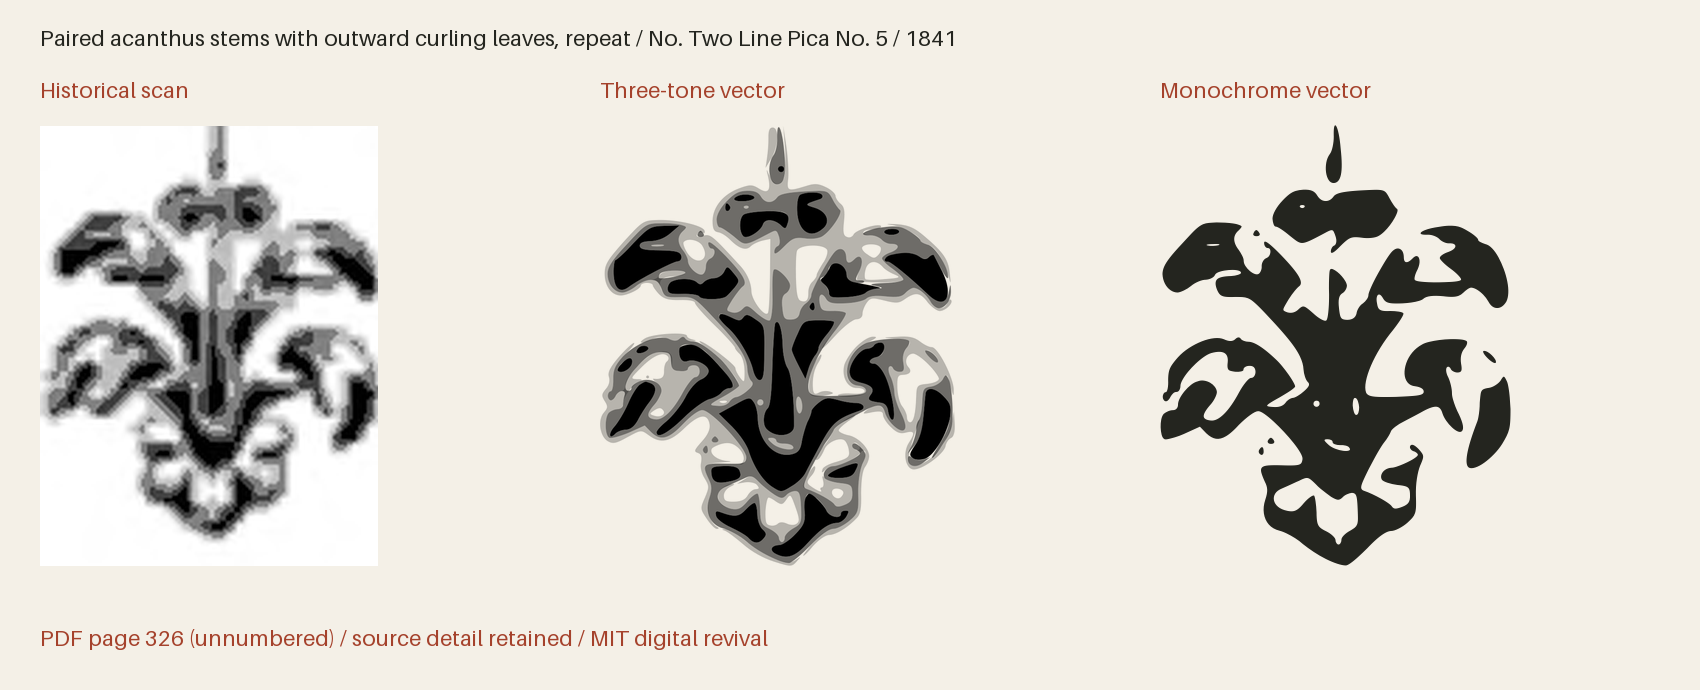 Paired acanthus stems with outward curling leaves, repeat / No. Two Line Pica No. 5 / 1841
Historical scan
Three-tone vector
Monochrome vector
PDF page 326 (unnumbered) / source detail retained / MIT digital revival